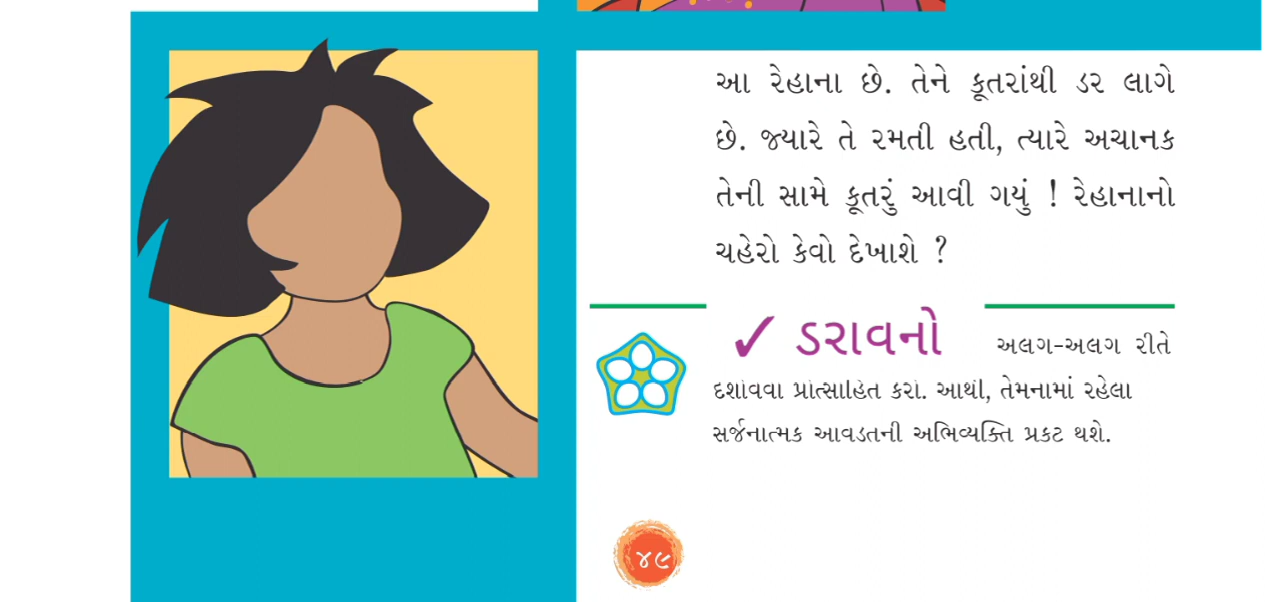 આ રેહાના છે. તેને કૂતરાંથી ડર લાગે
છે. જ્યારે તે રમતી હતી, ત્યારે અચાનક
તેની સામે કૂતરું આવી ગયું ! રેહાનાનો
ચહેરો કેવો દેખાશે ?
✓ ડરાવનો અલગ-અલગ રીતે
દર્શાવવા પ્રોત્સાહિત કરો. આથી, તેમનામાં રહેલા
સર્જનાત્મક આવડતની અભિવ્યક્તિ પ્રકટ થશે.
૪૯